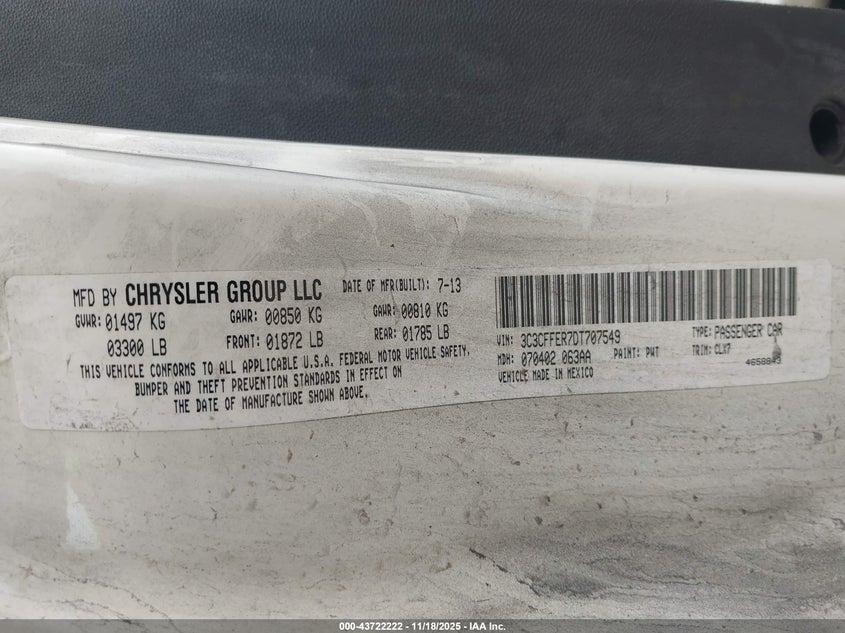 MFD BY CHRYSLER GROUP LLC DATE OF MFR(BUILT): 7-13
GVWR: 01497 KG GAWR: 00850 KG GAWR: 00810 KG
03300 LB FRONT: 01872 LB REAR: 01785 LB
THIS VEHICLE CONFORMS TO ALL APPLICABLE U.S.A. FEDERAL MOTOR VEHICLE SAFETY,
BUMPER AND THEFT PREVENTION STANDARDS IN EFFECT ON
THE DATE OF MANUFACTURE SHOWN ABOVE.
VIN: 3C3CFFER7DT707549 TYPE: PASSENGER CAR
MDH: 070402 063AA PAINT: PWT TRIM: CLX7
VEHICLE MADE IN MEXICO
000-43722222 - 11/18/2025 - IAA Inc.